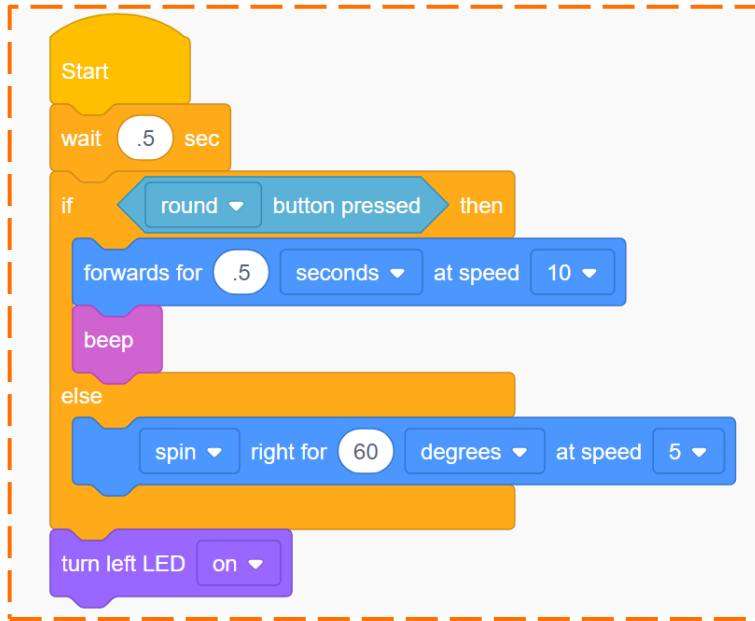 Start
wait .5 sec
if round button pressed then
forwards for .5 seconds at speed 10
beep
else
spin right for 60 degrees at speed 5
turn left LED on